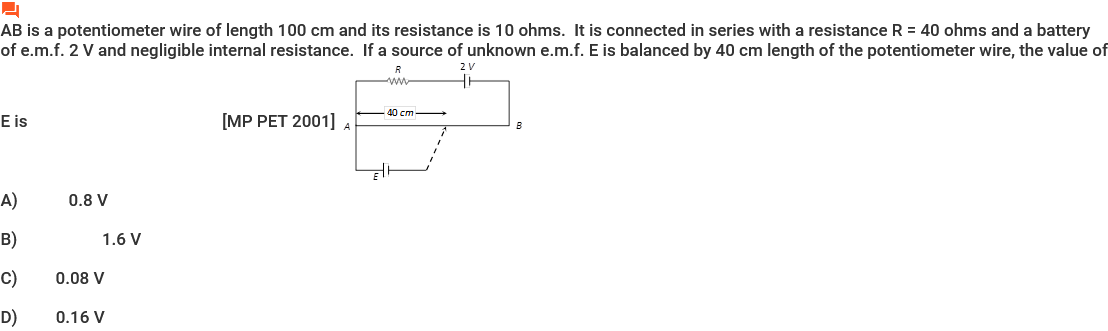 AB is a potentiometer wire of length 100 cm and its resistance is 10 ohms. It is connected in series with a resistance R = 40 ohms and a battery
of e.m.f. 2 V and negligible internal resistance. If a source of unknown e.m.f. E is balanced by 40 cm length of the potentiometer wire, the value of
R 2 V
40 cm
E is [MP PET 2001] A B
E
A) 0.8 V
B) 1.6 V
C) 0.08 V
D) 0.16 V